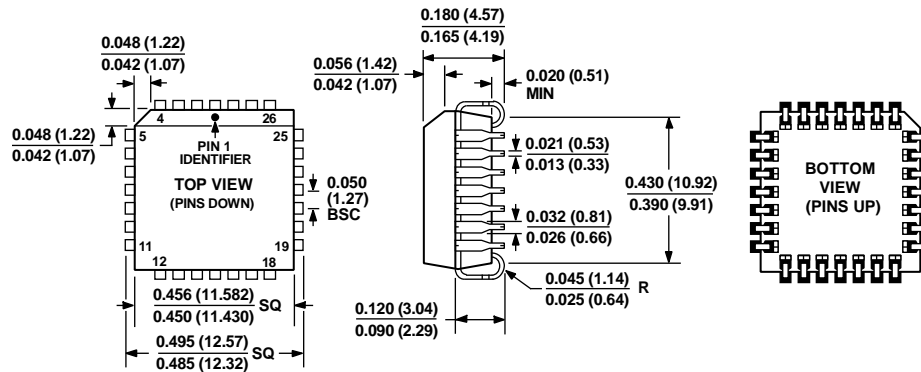 0.180 (4.57)
0.165 (4.19)
0.048 (1.22)
0.042 (1.07)
0.056 (1.42)
0.042 (1.07)
0.020 (0.51)
MIN
0.048 (1.22)
0.042 (1.07)
4
26
5
25
PIN 1
IDENTIFIER
TOP VIEW
(PINS DOWN)
0.050
(1.27)
BSC
11
19
12
18
0.456 (11.582)
0.450 (11.430)
SQ
0.495 (12.57)
0.485 (12.32)
SQ
0.021 (0.53)
0.013 (0.33)
0.032 (0.81)
0.026 (0.66)
0.430 (10.92)
0.390 (9.91)
0.045 (1.14)
0.025 (0.64)
R
0.120 (3.04)
0.090 (2.29)
BOTTOM
VIEW
(PINS UP)